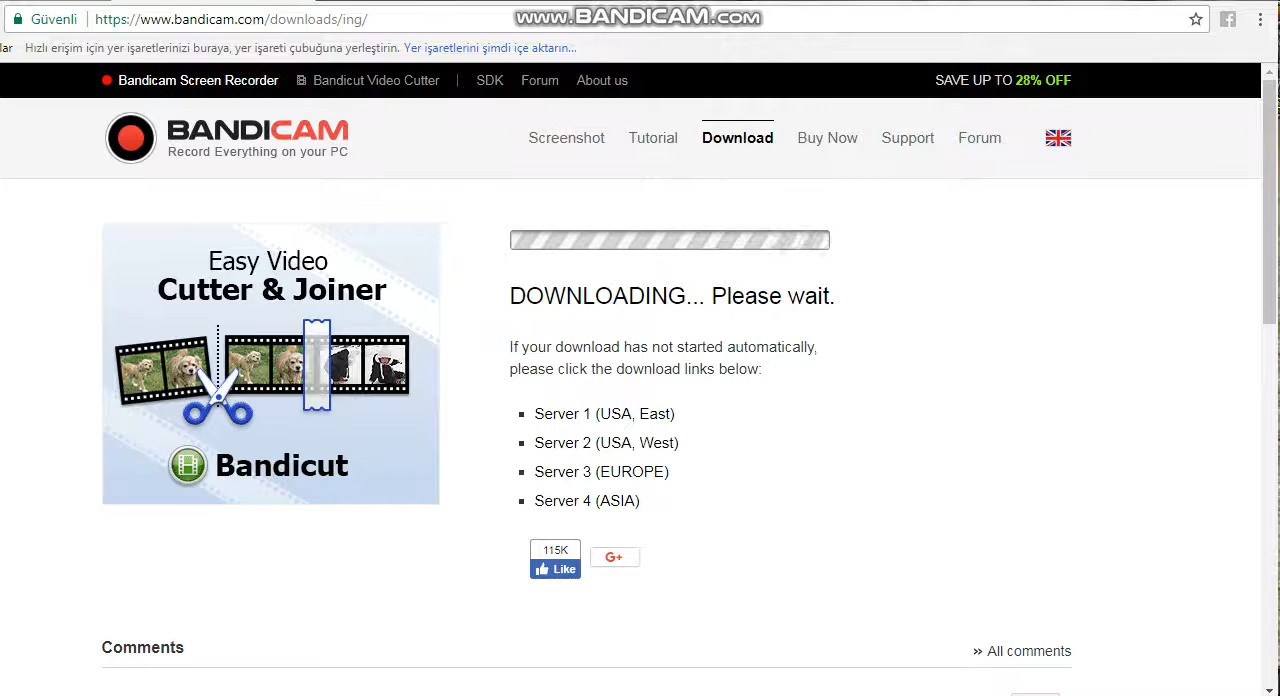 Güvenli
https://www.bandicam.com/downloads/ing/
www.BANDICAM.com
lar
Hızlı erişim için yer işaretlerinizi buraya, yer işareti çubuğuna yerleştirin. Yer işaretlerini şimdi içe aktarın...
Bandicam Screen Recorder
Bandicut Video Cutter
SDK
Forum
About us
SAVE UP TO 28% OFF
BANDICAM
Record Everything on your PC
Screenshot
Tutorial
Download
Buy Now
Support
Forum
Easy Video
Cutter & Joiner
Bandicut
DOWNLOADING... Please wait.
If your download has not started automatically,
please click the download links below:
Server 1 (USA, East)
Server 2 (USA, West)
Server 3 (EUROPE)
Server 4 (ASIA)
115K
Like
G+
Comments
» All comments